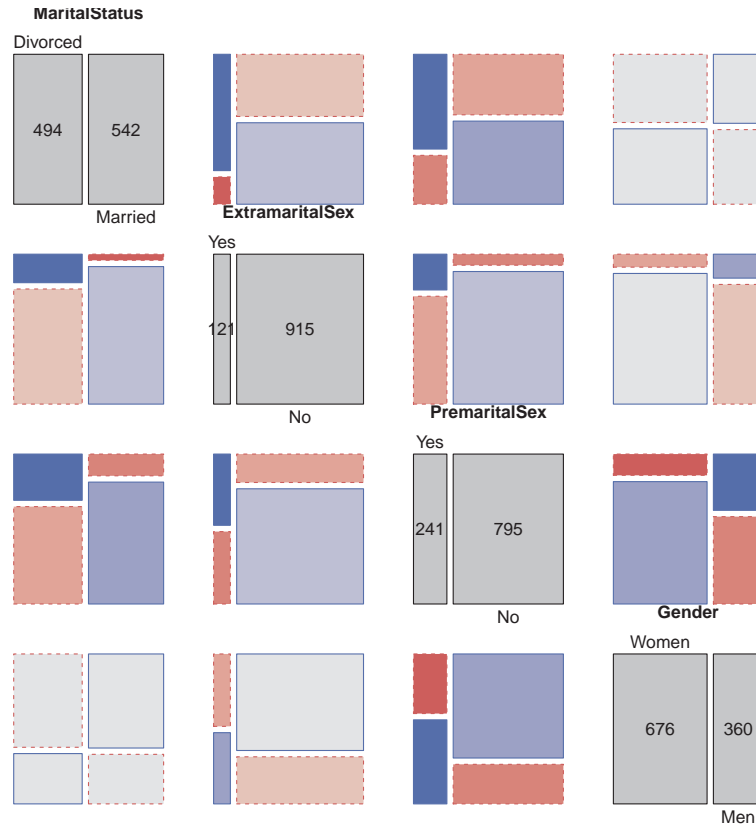 MaritalStatus
Divorced
494
542
Married
ExtramaritalSex
Yes
121
915
No
PremaritalSex
Yes
241
795
No
Gender
Women
676
360
Men